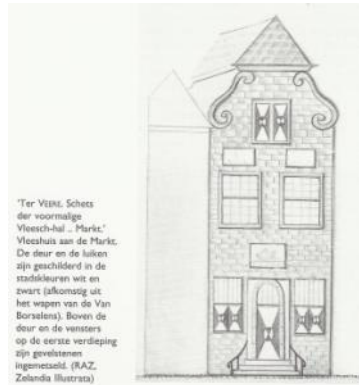 'Ter VEERE. Schets
der voormalige
Vleesch-hal .. Markt.'
Vleeshuis aan de Markt.
De deur en de luiken
zijn geschilderd in de
stadskleuren wit en
zwart (afkomstig uit
het wapen van de Van
Borselens). Boven de
deur en de vensters
op de eerste verdieping
zijn gevelstenen
ingemetseld. (RAZ,
Zelandia Illustrata)